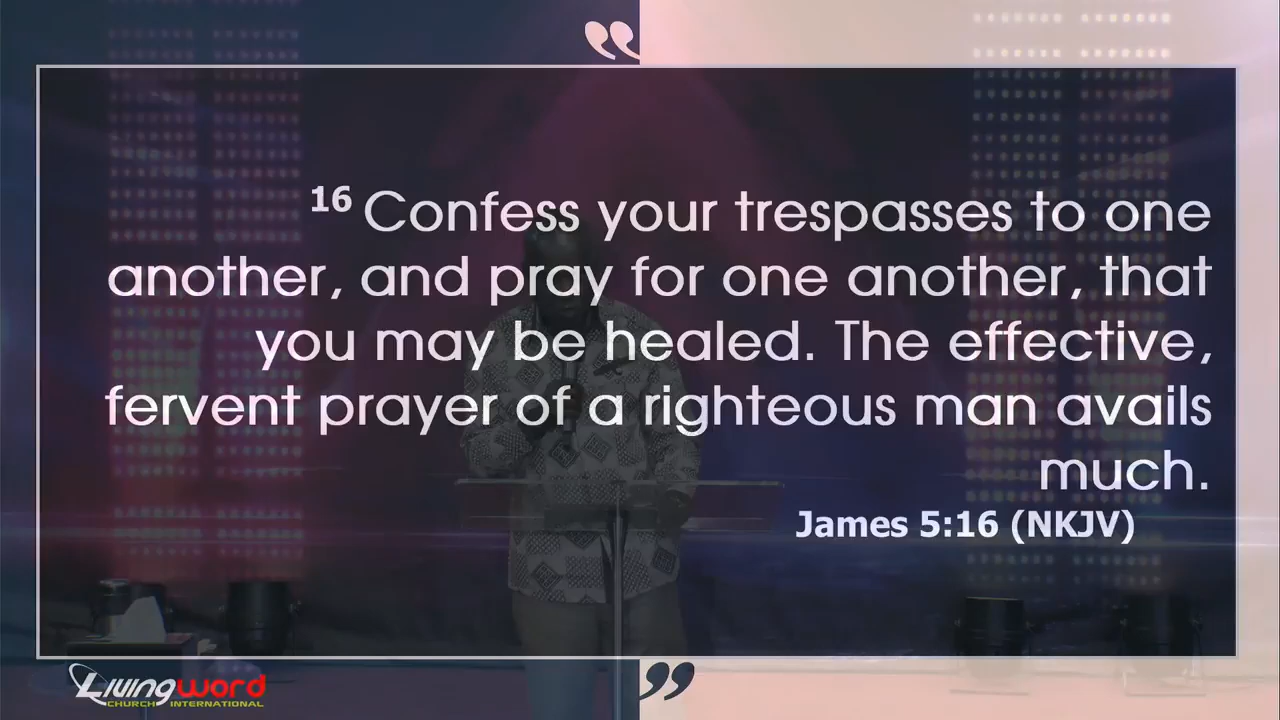 16 Confess your trespasses to one
another, and pray for one another, that
you may be healed. The effective,
fervent prayer of a righteous man avails
much.
James 5:16 (NKJV)
Livingword
CHURCH INTERNATIONAL